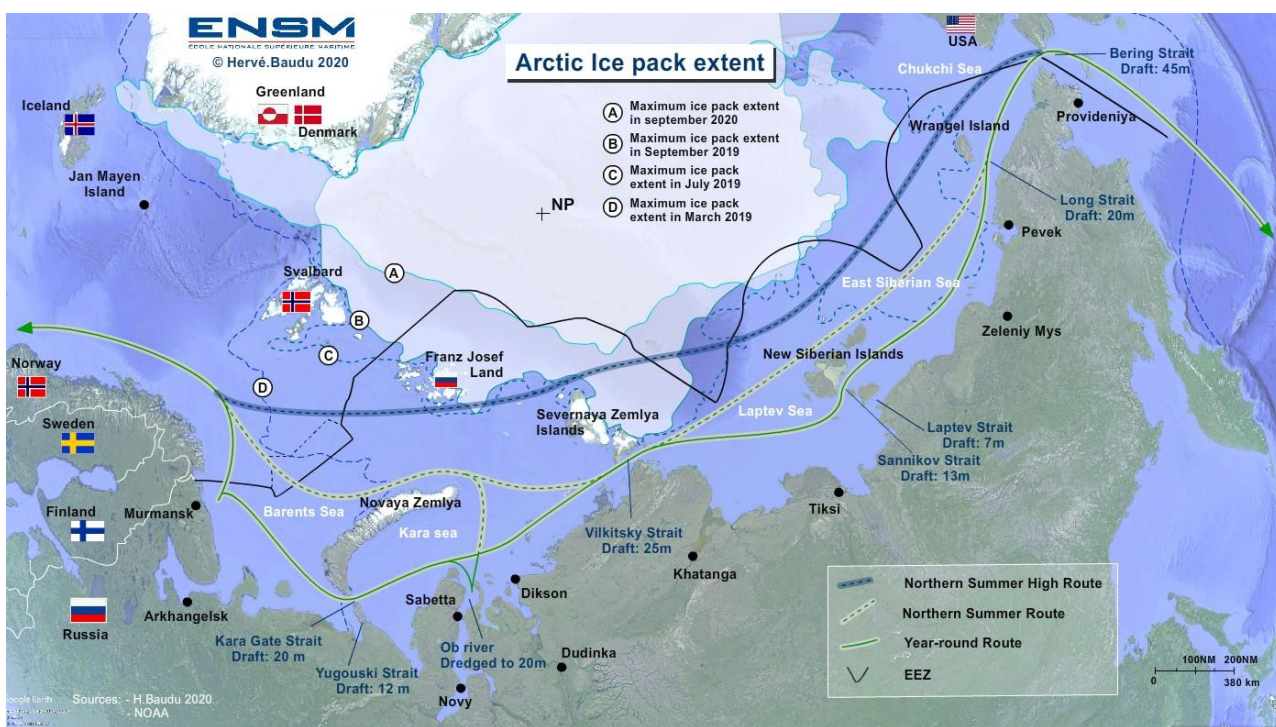 ENSM
ÉCOLE NATIONALE SUPÉRIEURE MARITIME
© Hervé.Baudu 2020
Arctic Ice pack extent
A Maximum ice pack extent
in september 2020
B Maximum ice pack extent
in September 2019
C Maximum ice pack
extent in July 2019
D Maximum ice pack
extent in March 2019
USA
Chukchi Sea
Bering Strait
Draft: 45m
Iceland
Greenland
Denmark
Provideniya
Wrangel Island
Jan Mayen
Island
NP
Long Strait
Draft: 20m
Pevek
Svalbard
A
East Siberian Sea
B
Zeleniy Mys
C
Franz Josef
Land
New Siberian Islands
Norway
D
Severnaya Zemlya
Islands
Laptev Sea
Sweden
Laptev Strait
Draft: 7m
Sannikov Strait
Draft: 13m
Finland
Murmansk
Barents Sea
Novaya Zemlya
Kara sea
Tiksi
Vilkitsky Strait
Draft: 25m
Khatanga
Russia
Arkhangelsk
Sabetta
Dikson
Kara Gate Strait
Draft: 20 m
Yugouski Strait
Draft: 12 m
Ob river
Dredged to 20m
Dudinka
Novy
Northern Summer High Route
Northern Summer Route
Year-round Route
EEZ
100NM 200NM
0 380 km
Google Earth
Sources: - H.Baudu 2020
- NOAA